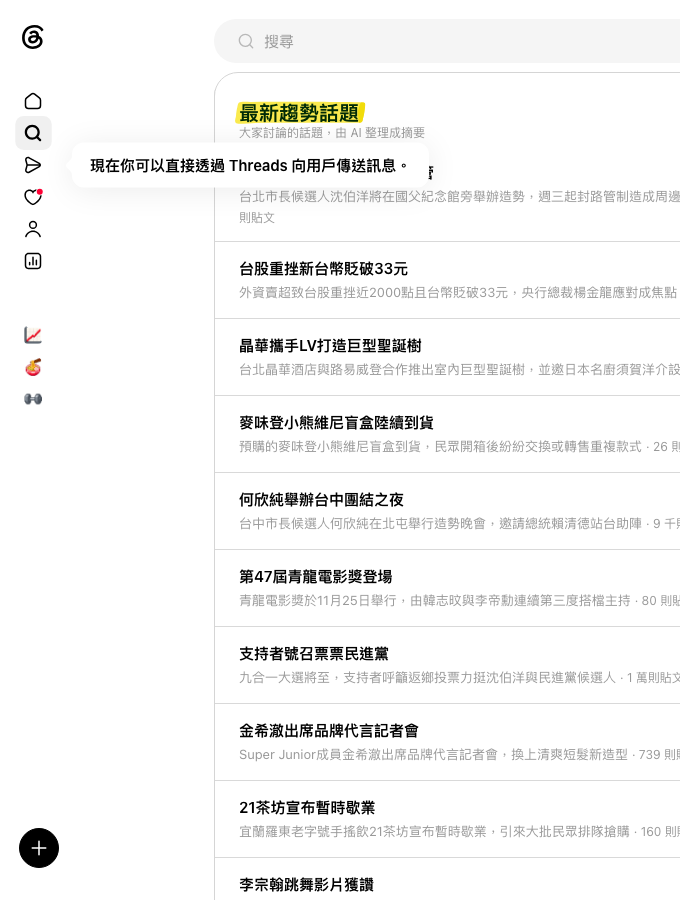 搜尋
最新趨勢話題
大家討論的話題，由 AI 整理成摘要
現在你可以直接透過 Threads 向用戶傳送訊息。
台北市長候選人沈伯洋將在國父紀念館旁舉辦造勢，週三起封路管制造成周邊
則貼文
台股重挫新台幣貶破33元
外資賣超致台股重挫近2000點且台幣貶破33元，央行總裁楊金龍應對成焦點
晶華攜手LV打造巨型聖誕樹
台北晶華酒店與路易威登合作推出室內巨型聖誕樹，並邀日本名廚須賀洋介設
麥味登小熊維尼盲盒陸續到貨
預購的麥味登小熊維尼盲盒到貨，民眾開箱後紛紛交換或轉售重複款式 · 26 則
何欣純舉辦台中團結之夜
台中市長候選人何欣純在北屯舉行造勢晚會，邀請總統賴清德站台助陣 · 9 千
第47屆青龍電影獎登場
青龍電影獎於11月25日舉行，由韓志旼與李帝勳連續第三度搭檔主持 · 80 則
支持者號召票票民進黨
九合一大選將至，支持者呼籲返鄉投票力挺沈伯洋與民進黨候選人 · 1 萬則貼文
金希澈出席品牌代言記者會
Super Junior成員金希澈出席品牌代言記者會，換上清爽短髮新造型 · 739 則
21茶坊宣布暫時歇業
宜蘭羅東老字號手搖飲21茶坊宣布暫時歇業，引來大批民眾排隊搶購 · 160 則
李宗翰跳舞影片獲讚